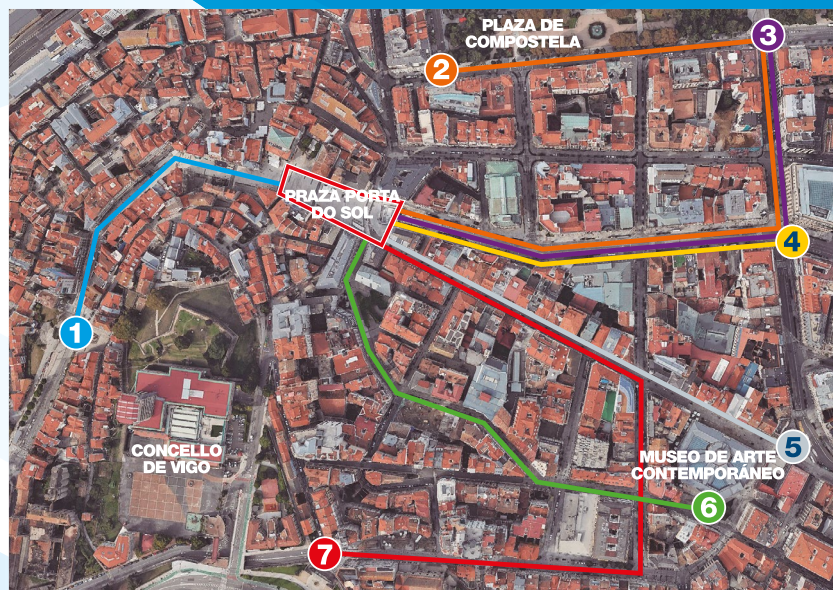 PLAZA DE
COMPOSTELA
3
2
PRAZA PORTA
DO SOL
4
1
CONCELLO
DE VIGO
MUSEO DE ARTE
CONTEMPORÁNEO
5
6
7